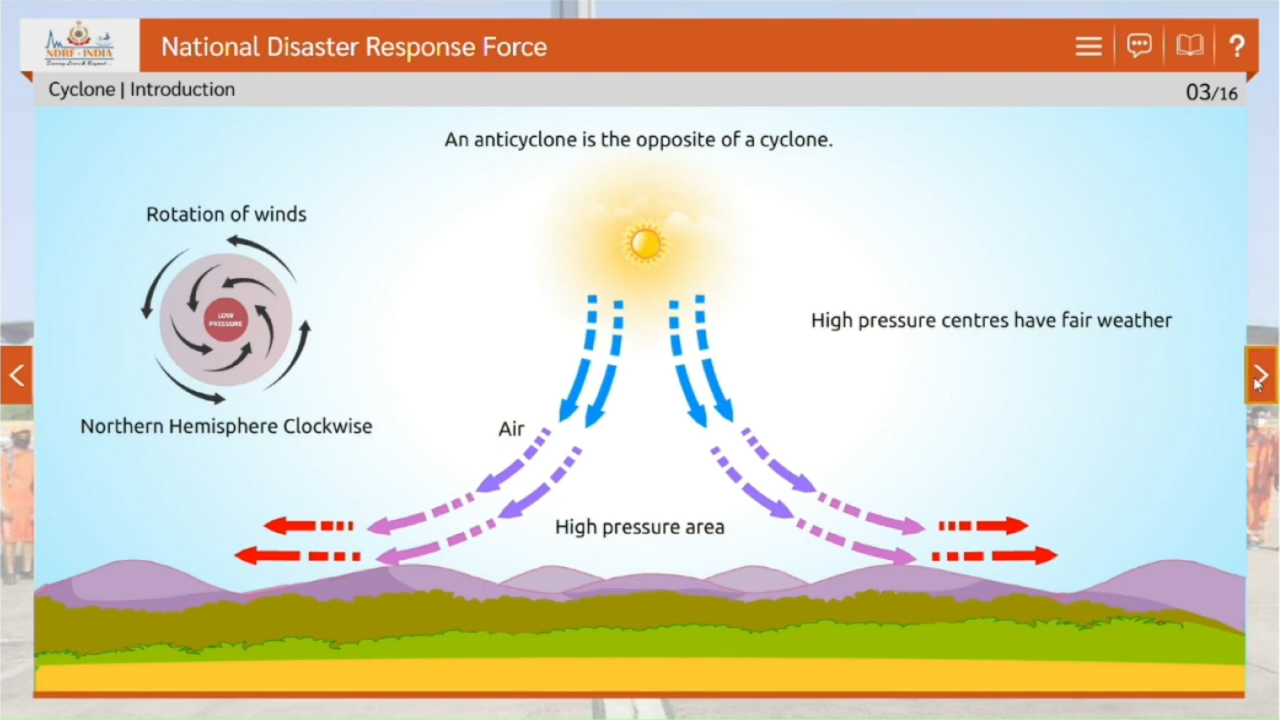 NDRF - INDIA
National Disaster Response Force
?
Cyclone | Introduction
03/16
An anticyclone is the opposite of a cyclone.
Rotation of winds
LOW
PRESSURE
High pressure centres have fair weather
Northern Hemisphere Clockwise
Air
High pressure area